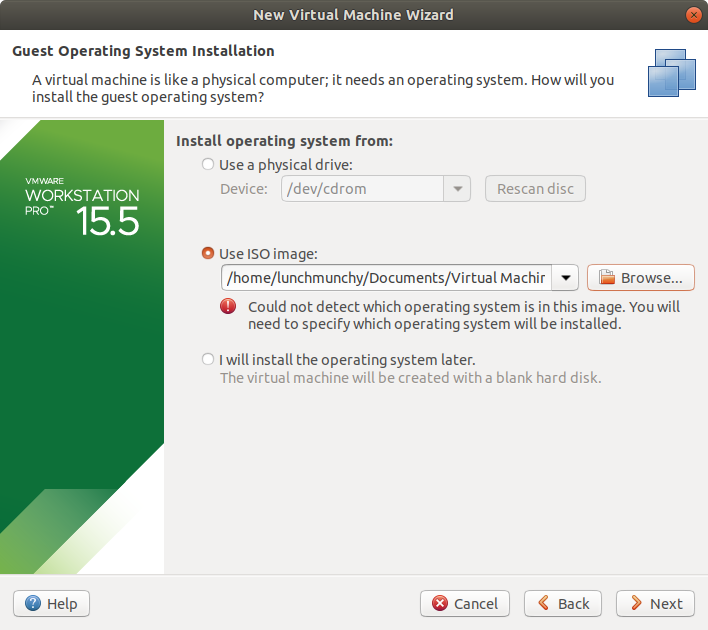 New Virtual Machine Wizard
Guest Operating System Installation
A virtual machine is like a physical computer; it needs an operating system. How will you
install the guest operating system?
VMWARE
WORKSTATION
PRO™ 15.5
Install operating system from:
Use a physical drive:
Device: /dev/cdrom Rescan disc
Use ISO image:
/home/lunchmunchy/Documents/Virtual Machin Browse...
Could not detect which operating system is in this image. You will
need to specify which operating system will be installed.
I will install the operating system later.
The virtual machine will be created with a blank hard disk.
Help Cancel Back Next